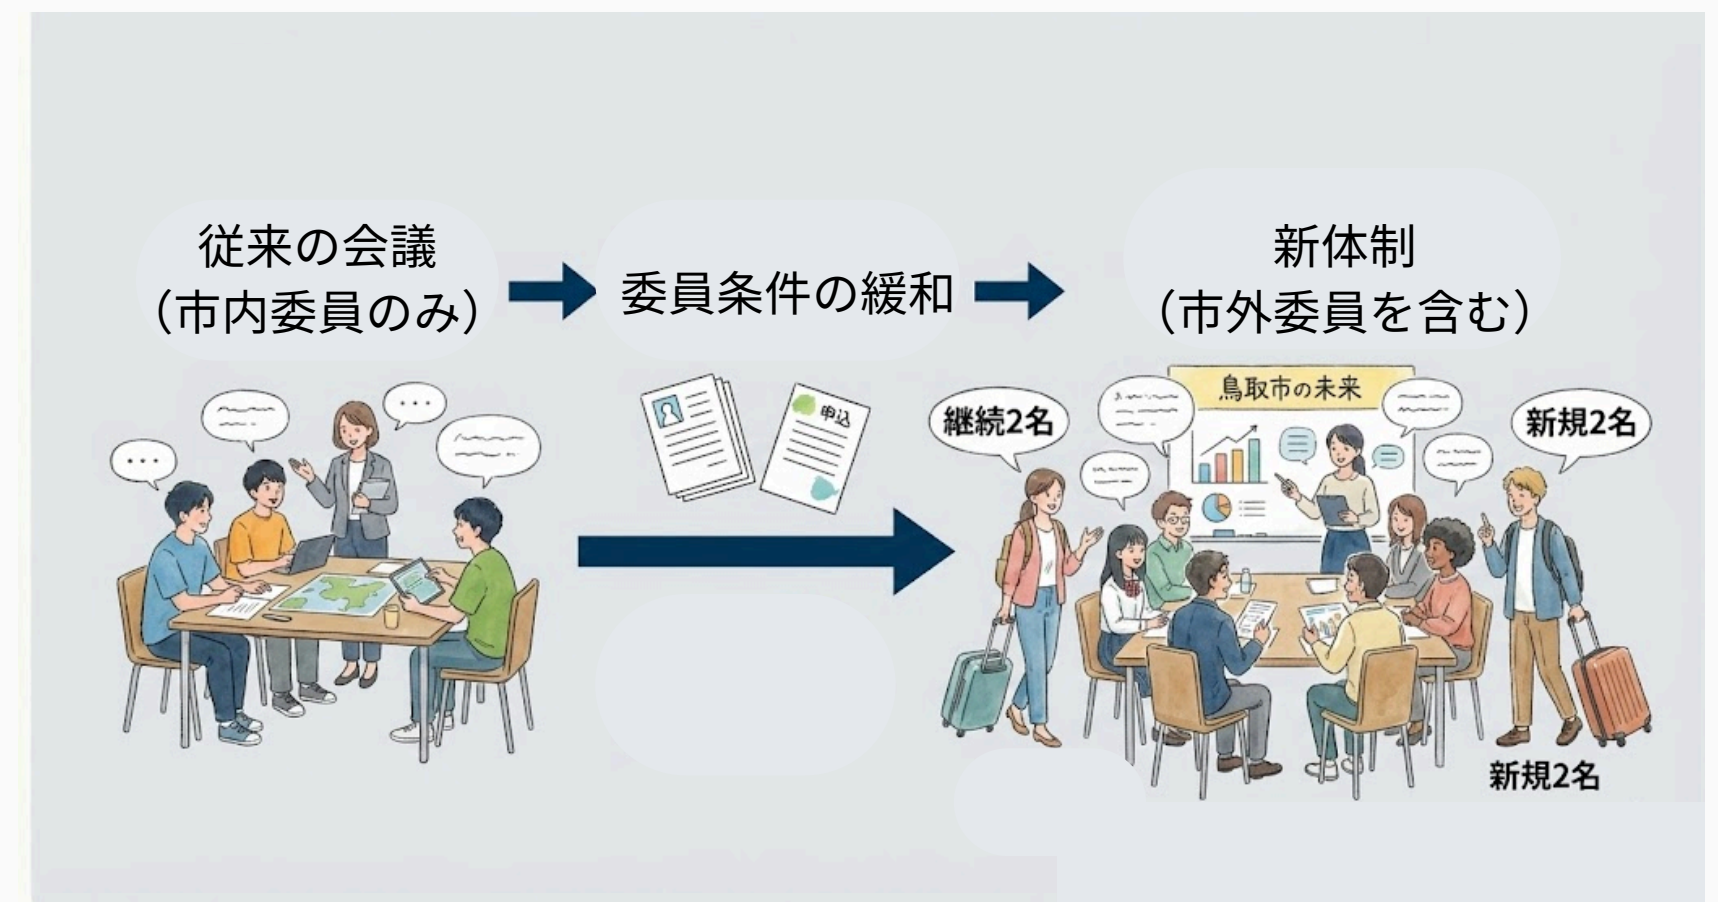 従来の会議
（市内委員のみ）
委員条件の緩和
新体制
（市外委員を含む）
申込
継続2名
鳥取市の未来
新規2名
新規2名